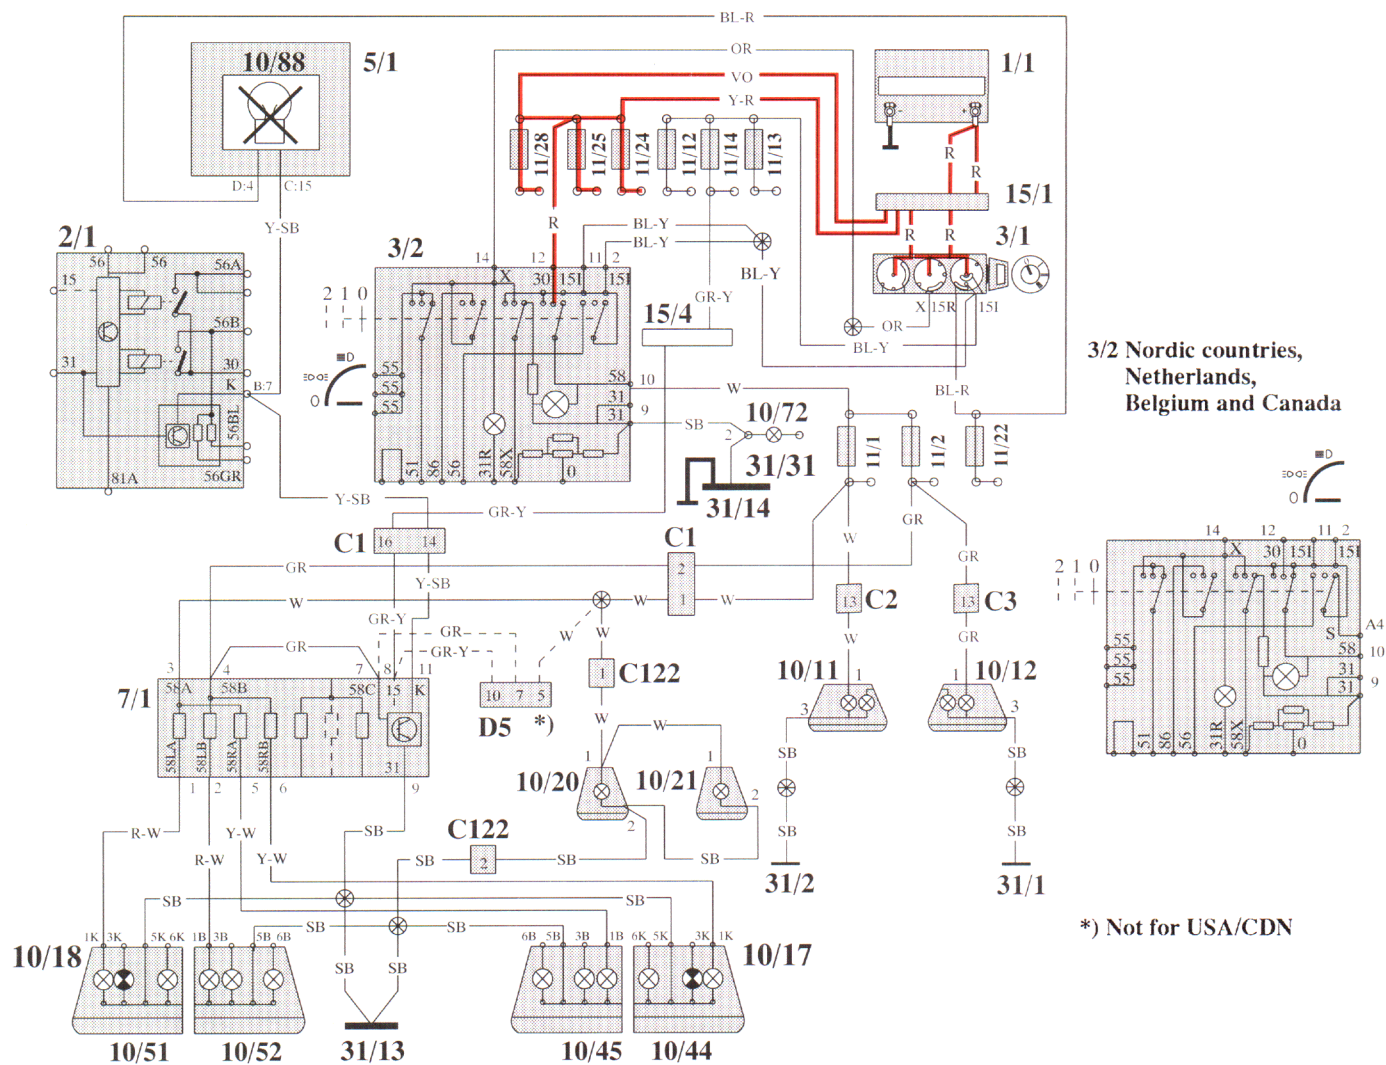 BL-R
OR
VO
Y-R
10/88
5/1
1/1
- +
D:4 C:15
11/28
11/25
11/24
11/12
11/14
11/13
R
R
15/1
Y-SB
2/1
R
BL-Y
BL-Y
R R
3/1
3/2
BL-Y
56 56
56A
15
14
X
12
30
15I
11
2
15I
X 15R 15I
2 1 0
GR-Y
15/4
OR
BL-Y
56B
31
30
K
B:7
D
0
55
55
55
58
10
31
31
9
W
BL-R
3/2 Nordic countries,
Netherlands,
Belgium and Canada
SB
10/72
2
31/31
31/14
11/1
11/2
11/22
56BL
56GR
81A
51
86
56
31R
58X
0
Y-SB
GR-Y
C1
16 14
C1
2
1
GR
W
GR
W
W
W
GR
Y-SB
GR-Y
13
C2
13
C3
W
GR
W
W
C122
1
W
W
GR
GR-Y
10 7 5
D5 *)
3
4
7
8
11
GR
58A
58B
58C
15
K
7/1
58LA
58LB
58RA
58RB
31
1 2 5 6 9
10/20
10/21
1
1
2
2
10/11
10/12
1
1
3
3
SB
SB
SB
SB
31/2
31/1
R-W
R-W
Y-W
Y-W
SB
C122
2
SB
SB
SB
SB
SB
SB
SB
SB
SB
10/18
1K 3K 5K 6K
1B 3B 5B 6B
6B 5B 3B 1B
6K 5K 3K 1K
10/17
10/51
10/52
31/13
10/45
10/44
D
0
14
X
12
30
15I
11
2
15I
2 1 0
A4
S
58
10
31
31
9
55
55
55
51
86
56
31R
58X
0
*) Not for USA/CDN